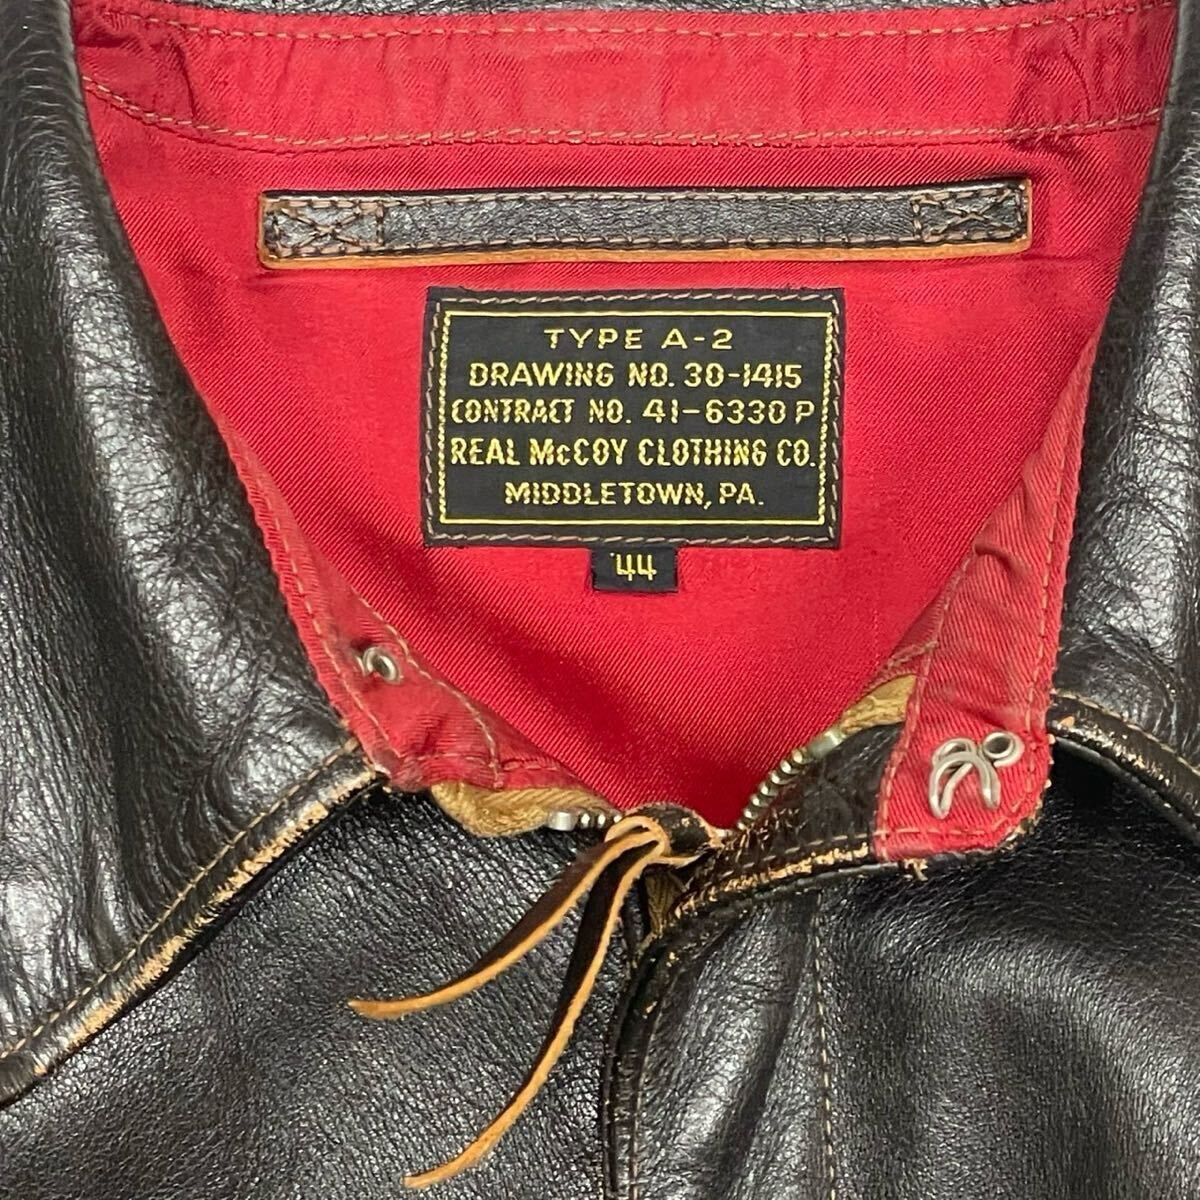 TYPE A-2
DRAWING NO. 30-1415
CONTRACT NO. 41-6330 P
REAL McCOY CLOTHING CO.
MIDDLETOWN, PA.
44